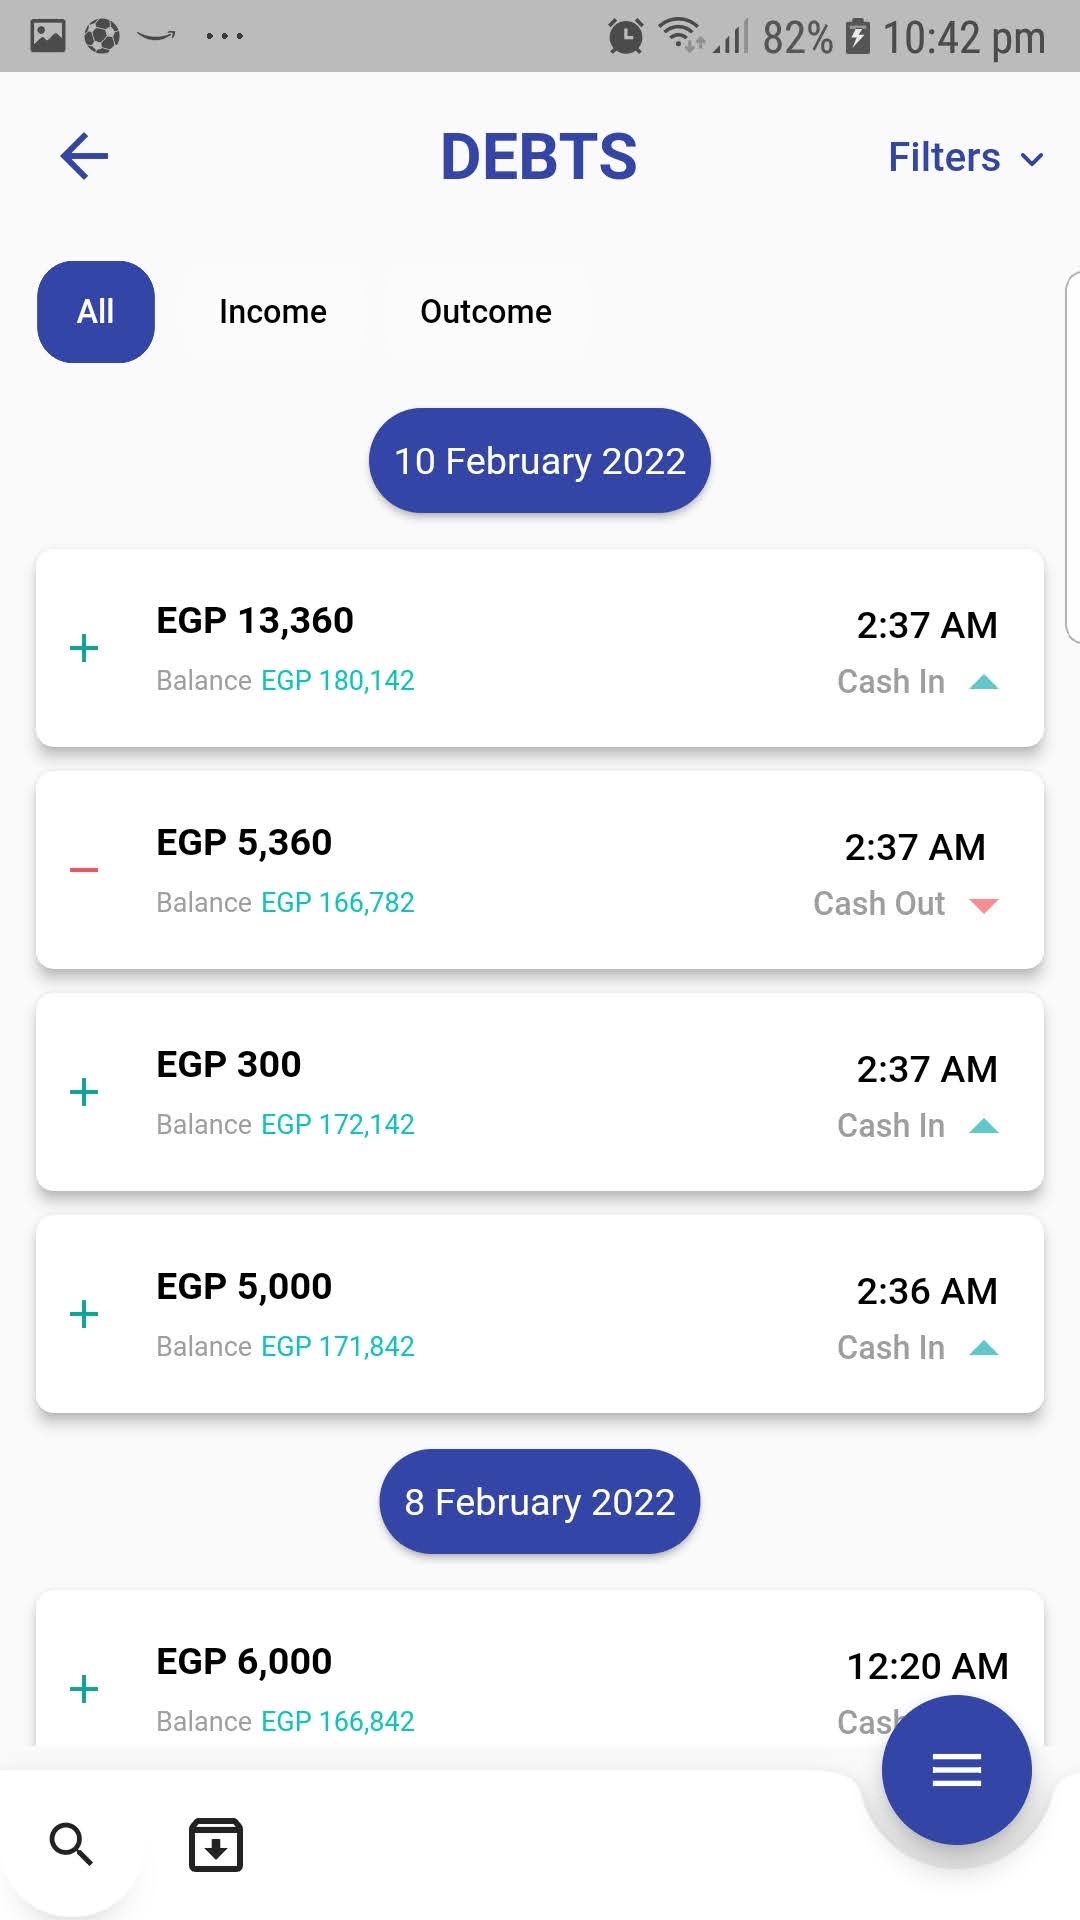 82% 10:42 pm
DEBTS
Filters
All Income Outcome
10 February 2022
EGP 13,360
2:37 AM
Balance EGP 180,142
Cash In
EGP 5,360
2:37 AM
Balance EGP 166,782
Cash Out
EGP 300
2:37 AM
Balance EGP 172,142
Cash In
EGP 5,000
2:36 AM
Balance EGP 171,842
Cash In
8 February 2022
EGP 6,000
12:20 AM
Balance EGP 166,842
Cash